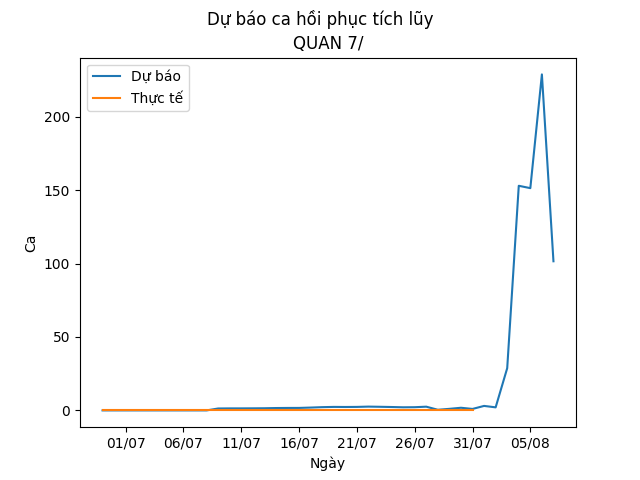 Dự báo ca hồi phục tích lũy
QUAN 7/
Dự báo
Thực tế
200
150
100
50
0
Ca
01/07 06/07 11/07 16/07 21/07 26/07 31/07 05/08
Ngày